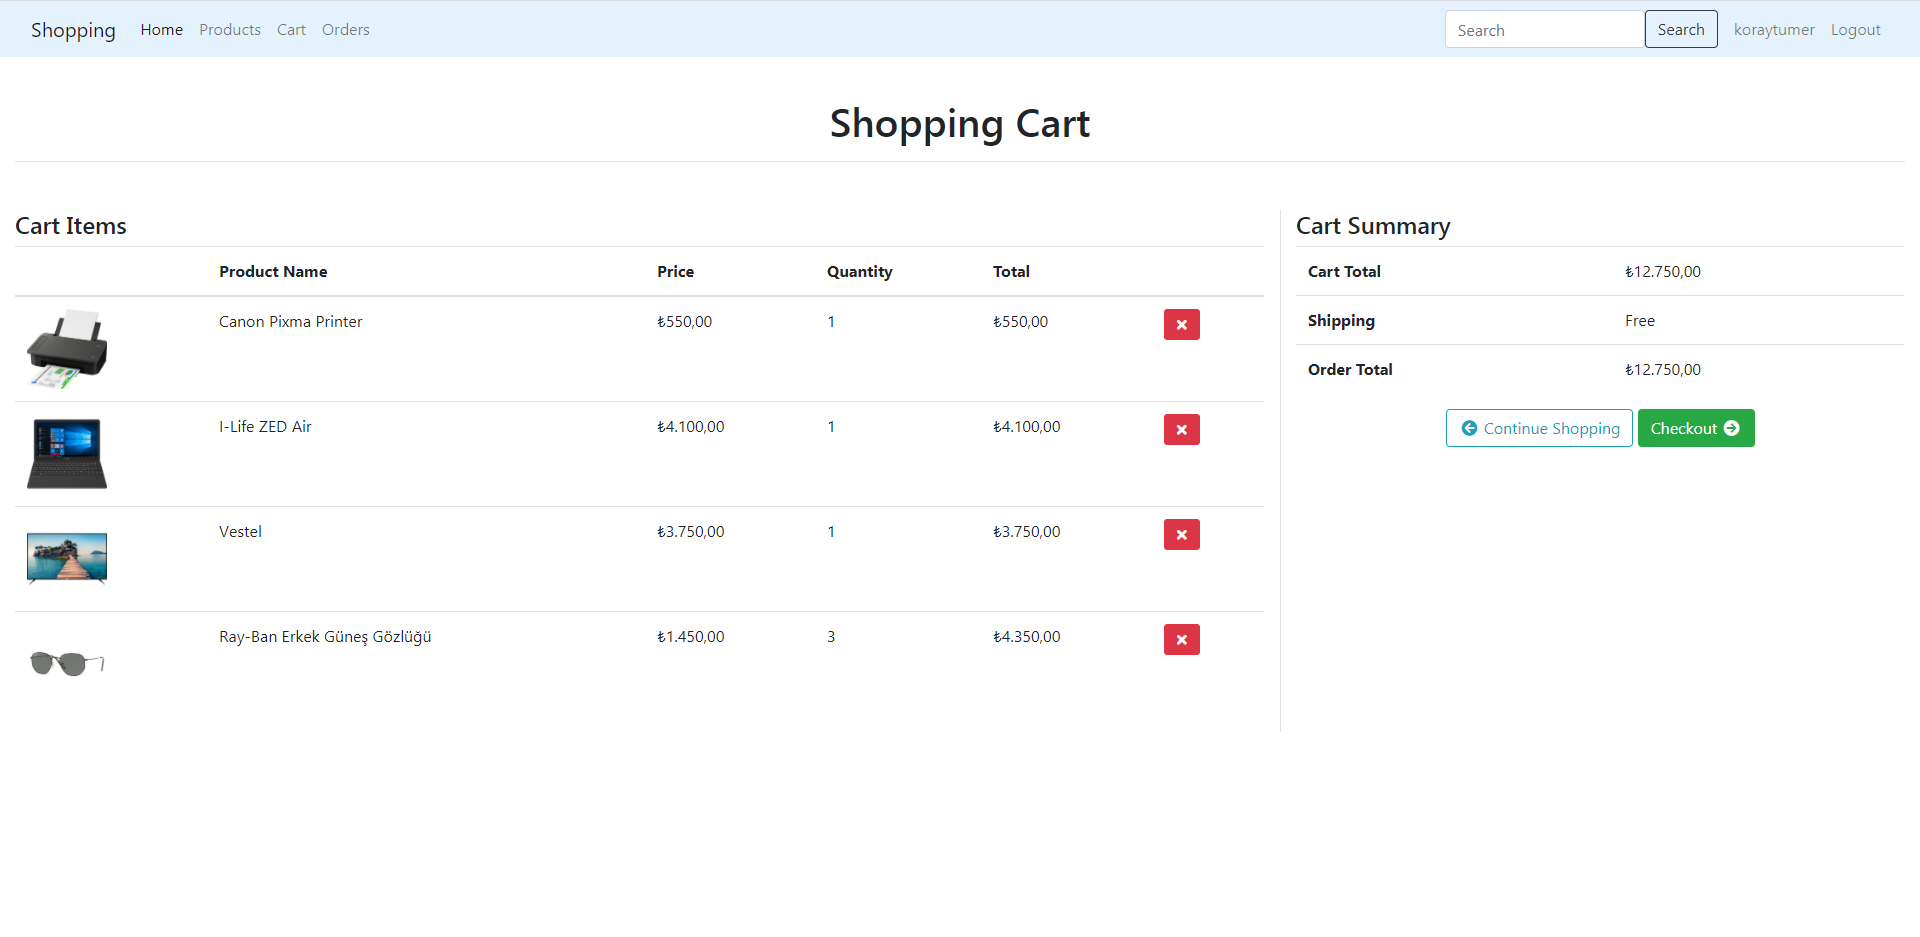 Shopping Home Products Cart Orders Search Search koraytumer Logout
Shopping Cart
Cart Items
Product Name Price Quantity Total
Canon Pixma Printer ₺550,00 1 ₺550,00
I-Life ZED Air ₺4.100,00 1 ₺4.100,00
Vestel ₺3.750,00 1 ₺3.750,00
Ray-Ban Erkek Güneş Gözlüğü ₺1.450,00 3 ₺4.350,00
Cart Summary
Cart Total ₺12.750,00
Shipping Free
Order Total ₺12.750,00
Continue Shopping Checkout